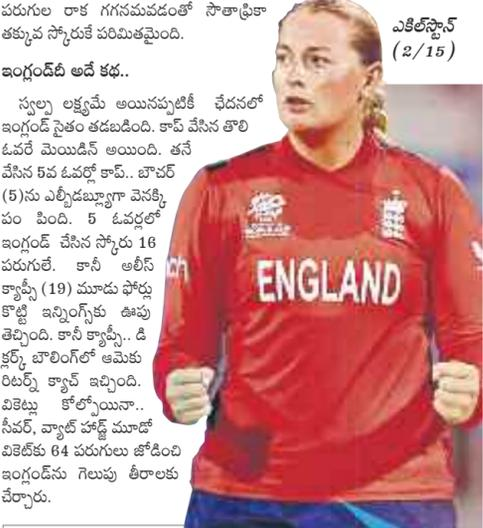 పరుగుల రాక గగనమవడంతో సౌతాఫ్రికా
తక్కువ స్కోరుకే పరిమితమైంది.
ఇంగ్లండ్‌దీ అదే కథ..
స్వల్ప లక్ష్యమే అయినప్పటికీ ఛేదనలో
ఇంగ్లండ్ సైతం తడబడింది. కాప్ వేసిన తొలి
ఓవరే మెయిడిన్ అయింది. తనే
వేసిన 5వ ఓవర్లో కాప్.. బౌచర్
(5)ను ఎల్బీడబ్ల్యూగా వెనక్కి
పం పింది. 5 ఓవర్లలో
ఇంగ్లండ్ చేసిన స్కోరు 16
పరుగులే. కానీ అలీస్
క్యాప్సీ (19) మూడు ఫోర్లు
కొట్టి ఇన్నింగ్స్‌కు ఊపు
తెచ్చింది. కానీ క్యాప్సీ.. డి
క్లర్క్ బౌలింగ్‌లో ఆమెకు
రిటర్న్ క్యాచ్ ఇచ్చింది.
వికెట్లు కోల్పోయినా..
సీవర్, వ్యాట్ హాడ్జ్ మూడో
వికెట్‌కు 64 పరుగులు జోడించి
ఇంగ్లండ్‌ను గెలుపు తీరాలకు
చేర్చారు.
ఎకిల్‌స్టాన్
(2/15)
ENGLAND